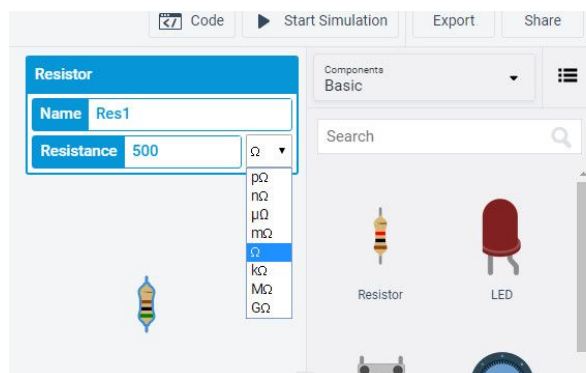 Code
Start Simulation
Export
Share
Resistor
Name Res1
Resistance 500 Ω
pΩ
nΩ
µΩ
mΩ
Ω
kΩ
MΩ
GΩ
Components
Basic
Search
Resistor
LED